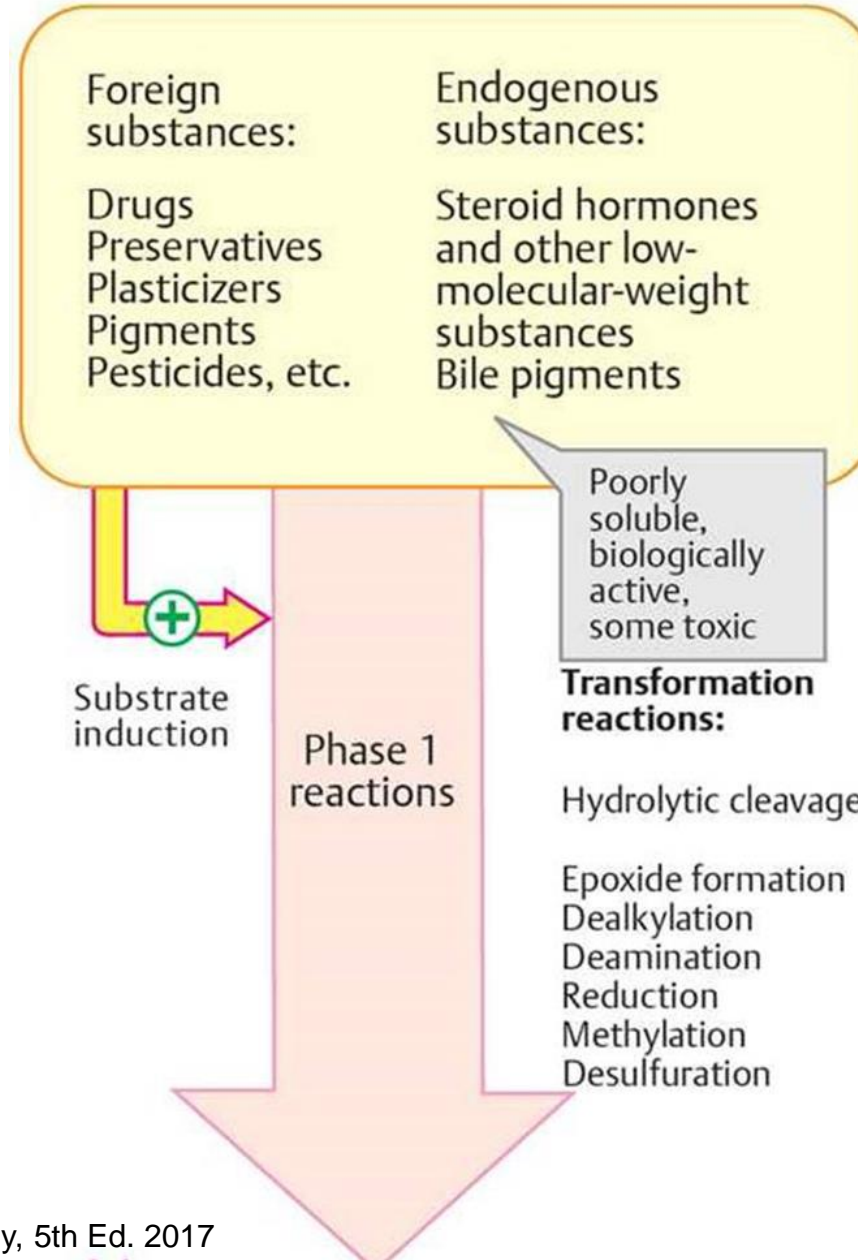 Foreign
substances:
Drugs
Preservatives
Plasticizers
Pigments
Pesticides, etc.
Endogenous
substances:
Steroid hormones
and other low-
molecular-weight
substances
Bile pigments
Poorly
soluble,
biologically
active,
some toxic
Substrate
induction
Phase 1
reactions
Transformation
reactions:
Hydrolytic cleavage
Epoxide formation
Dealkylation
Deamination
Reduction
Methylation
Desulfuration
y, 5th Ed. 2017